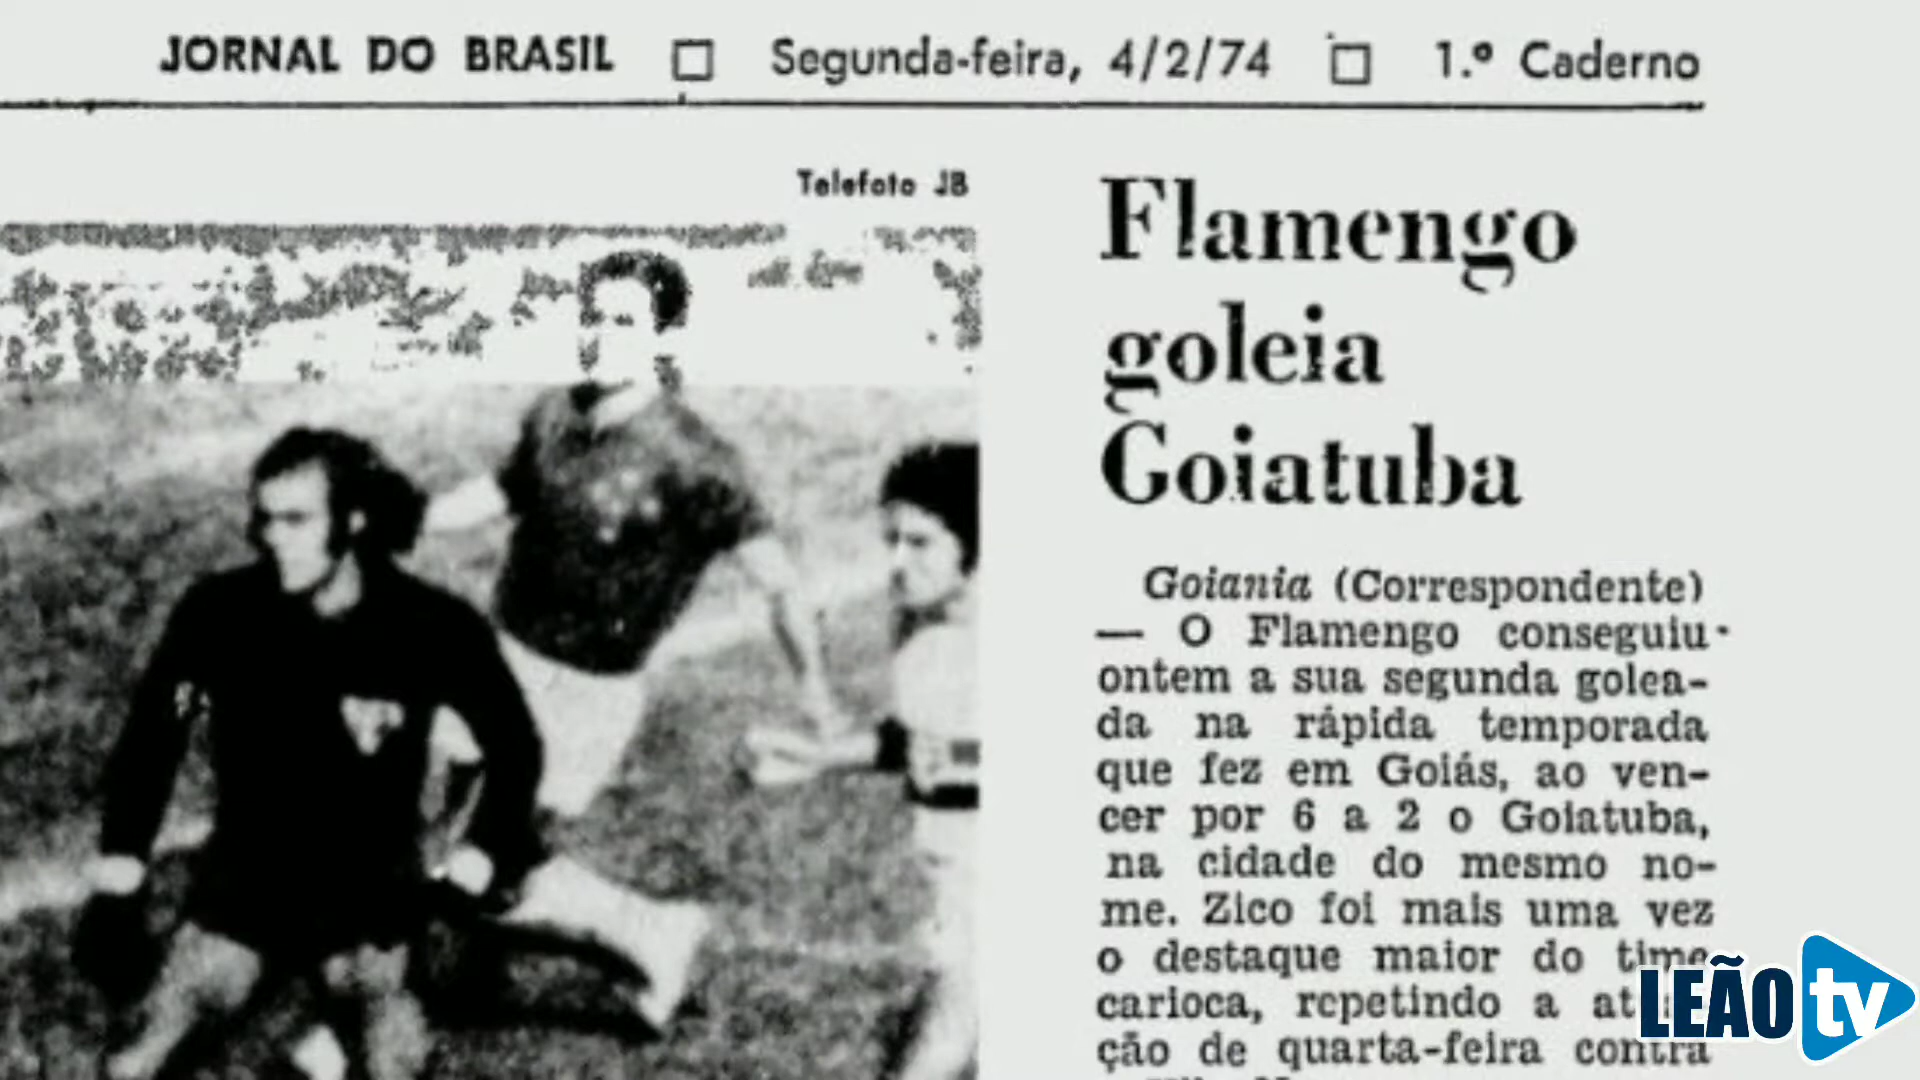 JORNAL DO BRASIL □ Segunda-feira, 4/2/74 □ 1.º Caderno
Telefoto JB
Flamengo
goleia
Goiatuba
Goiania (Correspondente)
— O Flamengo conseguiu
ontem a sua segunda golea-
da na rápida temporada
que fez em Goiás, ao ven-
cer por 6 a 2 o Goiatuba,
na cidade do mesmo no-
me. Zico foi mais uma vez
o destaque maior do time
carioca, repetindo a
ção de quarta-feira contra
LEÃO tv